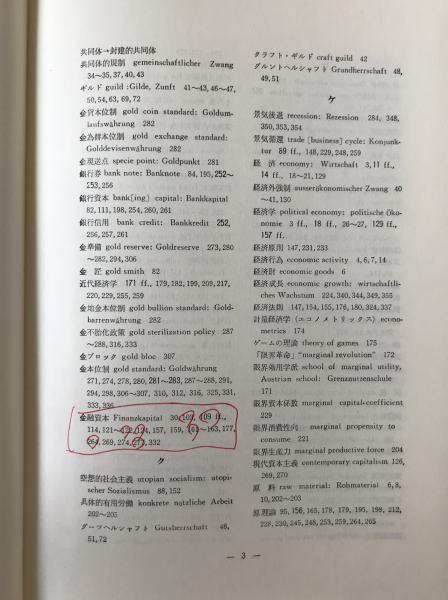 共同体→封建的共同体
共同体的規制 gemeinschaftlicher Zwang
34〜35, 37, 40, 43
ギルド guild : Gilde, Zunft 41〜43, 46〜47,
50, 54, 63, 69, 72
金貨本位制 gold coin standard: Goldum-
laufswährung 282
金為替本位制 gold exchange standard:
Golddevisenwährung 282
金現送点 specie point: Goldpunkt 281
銀行券 bank note: Banknote 84, 195, 252〜
253, 256
銀行資本 bank[ing] capital: Bankkapital
82, 111, 198, 254, 260, 261
銀行信用 bank credit: Bankkredit 252,
256, 257, 261
金準備 gold reserve: Goldreserve 273, 280
〜282, 294, 306
金匠 gold smith 82
近代経済学 171 ff., 179, 182, 199, 209, 217,
220, 229, 255, 259
金地金本位制 gold bullion standard: Gold-
barrenwährung 282
金不胎化政策 gold sterilization policy 287
〜288, 316, 333
金ブロック gold bloc 307
金本位制 gold standard: Goldwährung
271, 274, 278, 280, 281〜283, 287〜288, 291,
294, 298, 306〜307, 310, 312, 316, 325, 331,
333, 336
金融資本 Finanzkapital 30, 109 ff.,
114, 121〜 124, 157, 159, 〜163, 177,
264, 269, 274, 332
ク
空想的社会主義 utopian socialism: utopi-
scher Sozialismus 88, 152
具体的有用労働 konkrete nützliche Arbeit
202〜205
グーツヘルシャフト Gutsherrschaft 48,
51, 72
クラフト・ギルド craft guild 42
グルントヘルシャフト Grundherrschaft 48,
49, 51
ケ
景気後退 recession: Rezession 284, 348,
350, 353, 354
景気循環 trade [business] cycle: Konjunk-
tur 89 ff., 148, 229, 248, 259
経済 economy: Wirtschaft 3, 11 ff.,
14 ff., 18〜21, 129
経済外強制 ausserökonomischer Zwang 40
〜41, 130
経済学 political economy: politische Öko-
nomie 3 ff., 18 ff., 26〜27, 129 ff.,
157 ff.
経済原則 147, 231, 233
経済行為 economic activity 4, 6, 7, 14
経済財 economic goods 6
経済成長 economic growth: wirtschaftli-
ches Wachstum 224, 340, 344, 349, 355
経済法則 147, 154, 155, 176, 180, 324, 337
計量経済学(エコノメトリックス) econo-
metrics 174
ゲームの理論 theory of games 175
「限界革命」 "marginal revolution" 172
限界効用学派 school of marginal utility,
Austrian school: Grenznutzenschule
171
限界資本係数 marginal capital-coefficient
229
限界消費性向 marginal propensity to
consume 221
限界生産力 marginal productive force 204
現代資本主義 contemporary capitalism 126,
269, 270
原料 raw material: Rohmaterial 6, 8,
10, 202〜203
原理論 95, 156, 165, 178, 179, 195, 198, 212,
228, 230, 245, 248, 253, 259, 264, 265
— 3 —